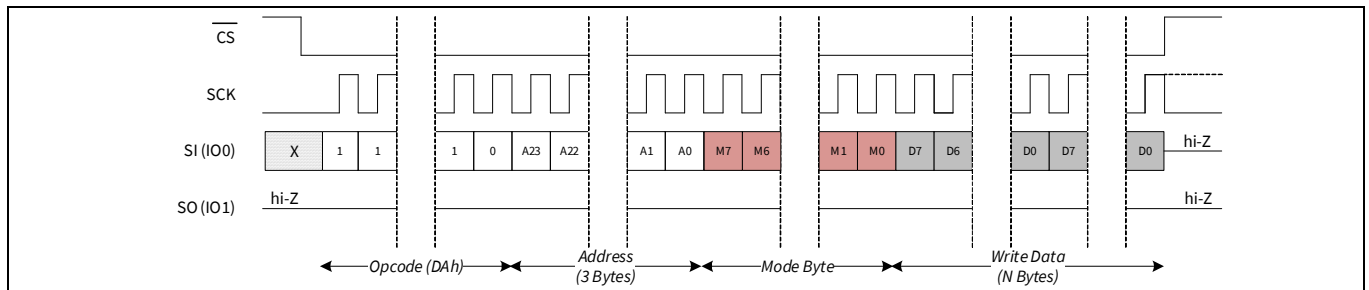 CS
SCK
SI (IO0) X 1 1 1 0 A23 A22 A1 A0 M7 M6 M1 M0 D7 D6 D0 D7 D0 hi-Z
hi-Z hi-Z
SO (IO1)
Opcode (DAh) Address (3 Bytes) Mode Byte Write Data (N Bytes)